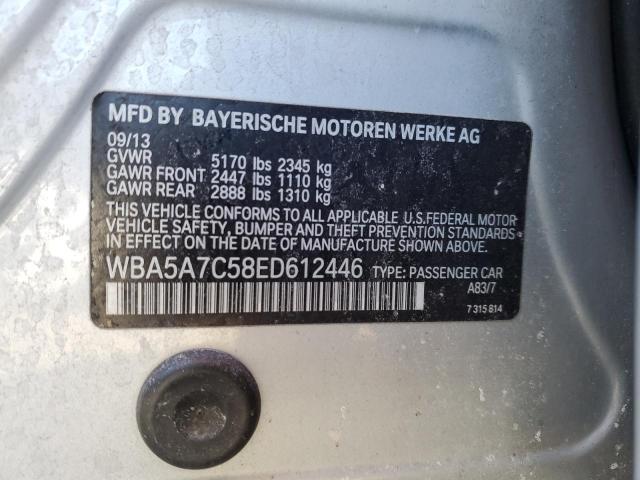 MFD BY BAYERISCHE MOTOREN WERKE AG
09/13
GVWR 5170 lbs 2345 kg
GAWR FRONT 2447 lbs 1110 kg
GAWR REAR 2888 lbs 1310 kg
THIS VEHICLE CONFORMS TO ALL APPLICABLE U.S. FEDERAL MOTOR
VEHICLE SAFETY, BUMPER AND THEFT PREVENTION STANDARDS
IN EFFECT ON THE DATE OF MANUFACTURE SHOWN ABOVE.
WBA5A7C58ED612446 TYPE: PASSENGER CAR
A83/7
7 315 814